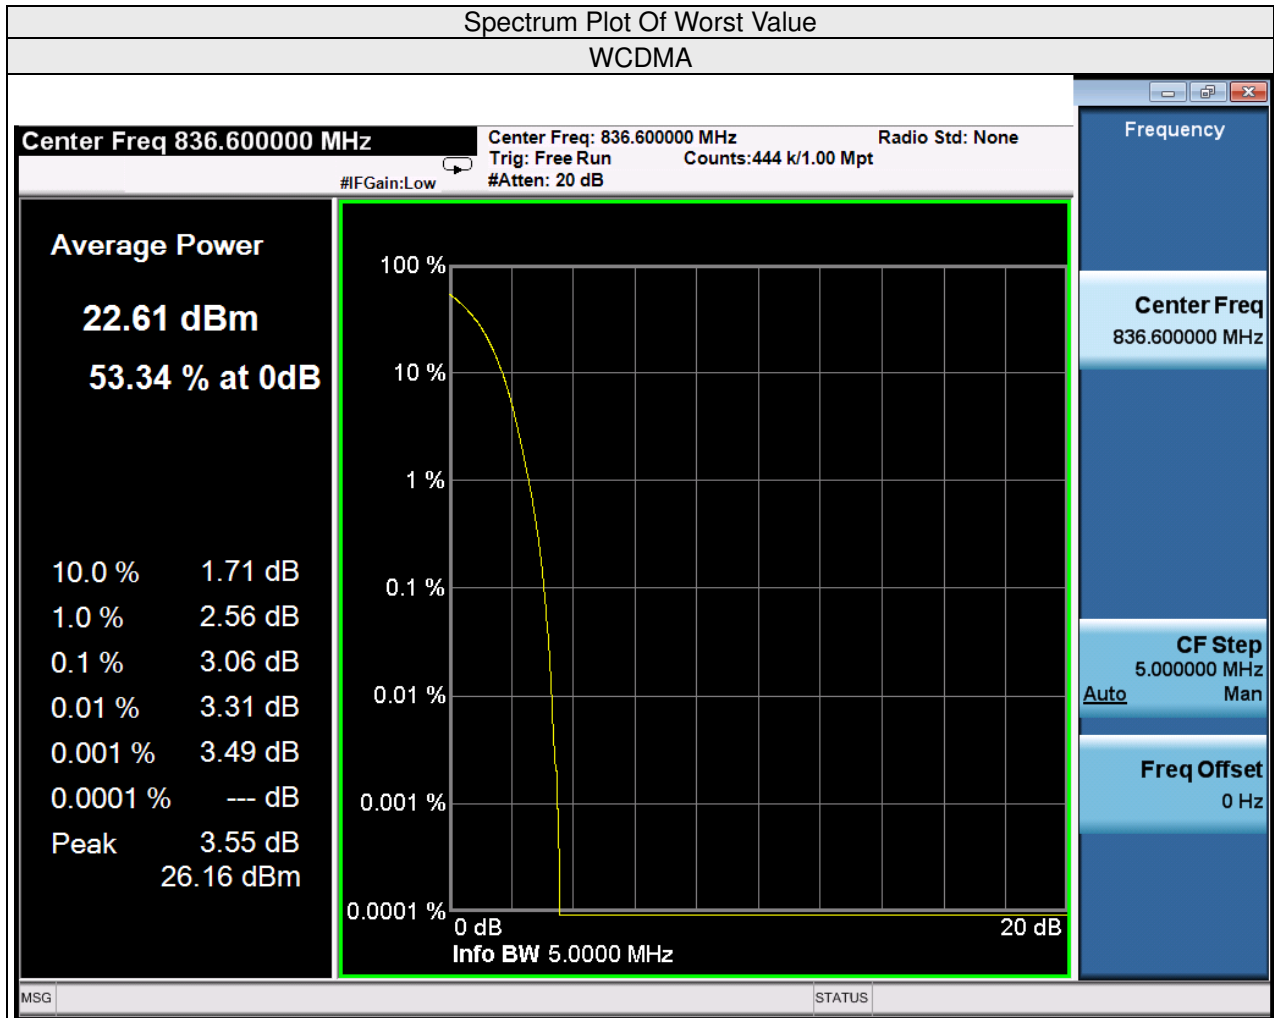 Spectrum Plot Of Worst Value
WCDMA
Center Freq 836.600000 MHz
#IFGain:Low
Center Freq: 836.600000 MHz
Radio Std: None
Trig: Free Run
Counts:444 k/1.00 Mpt
#Atten: 20 dB
Average Power
22.61 dBm
53.34 % at 0dB
10.0 % 1.71 dB
1.0 % 2.56 dB
0.1 % 3.06 dB
0.01 % 3.31 dB
0.001 % 3.49 dB
0.0001 % --- dB
Peak 3.55 dB
26.16 dBm
100 %
10 %
1 %
0.1 %
0.01 %
0.001 %
0.0001 %
0 dB
20 dB
Info BW 5.0000 MHz
Frequency
Center Freq
836.600000 MHz
CF Step
5.000000 MHz
Auto Man
Freq Offset
0 Hz
MSG
STATUS